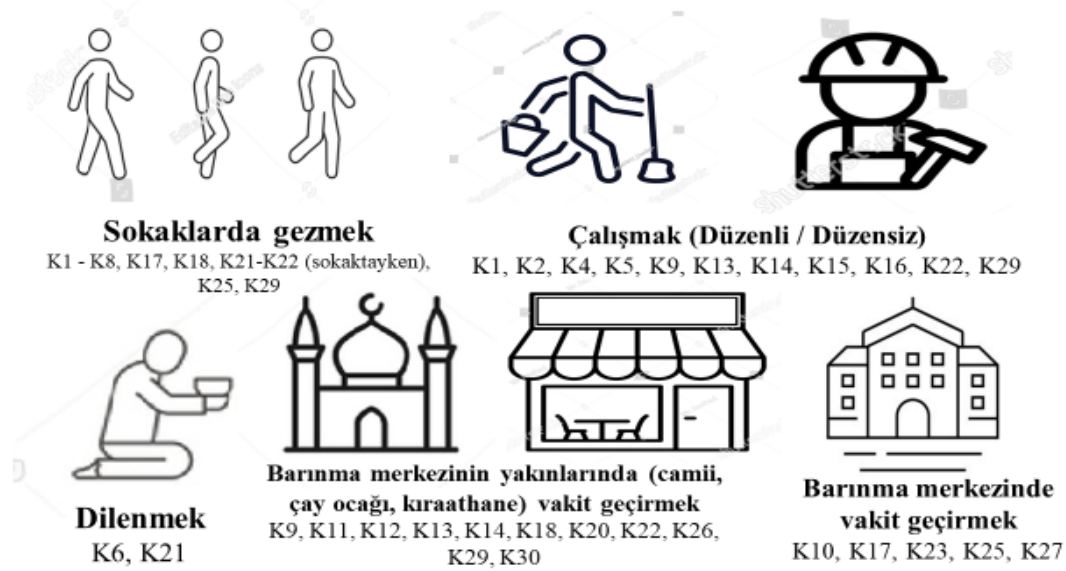 Sokaklarda gezmek
K1 - K8, K17, K18, K21-K22 (sokaktayken),
K25, K29
Çalışmak (Düzenli / Düzensiz)
K1, K2, K4, K5, K9, K13, K14, K15, K16, K22, K29
Dilenmek
K6, K21
Barınma merkezinin yakınlarında (camii,
çay ocağı, kıraathane) vakit geçirmek
K9, K11, K12, K13, K14, K18, K20, K22, K26,
K29, K30
Barınma merkezinde
vakit geçirmek
K10, K17, K23, K25, K27